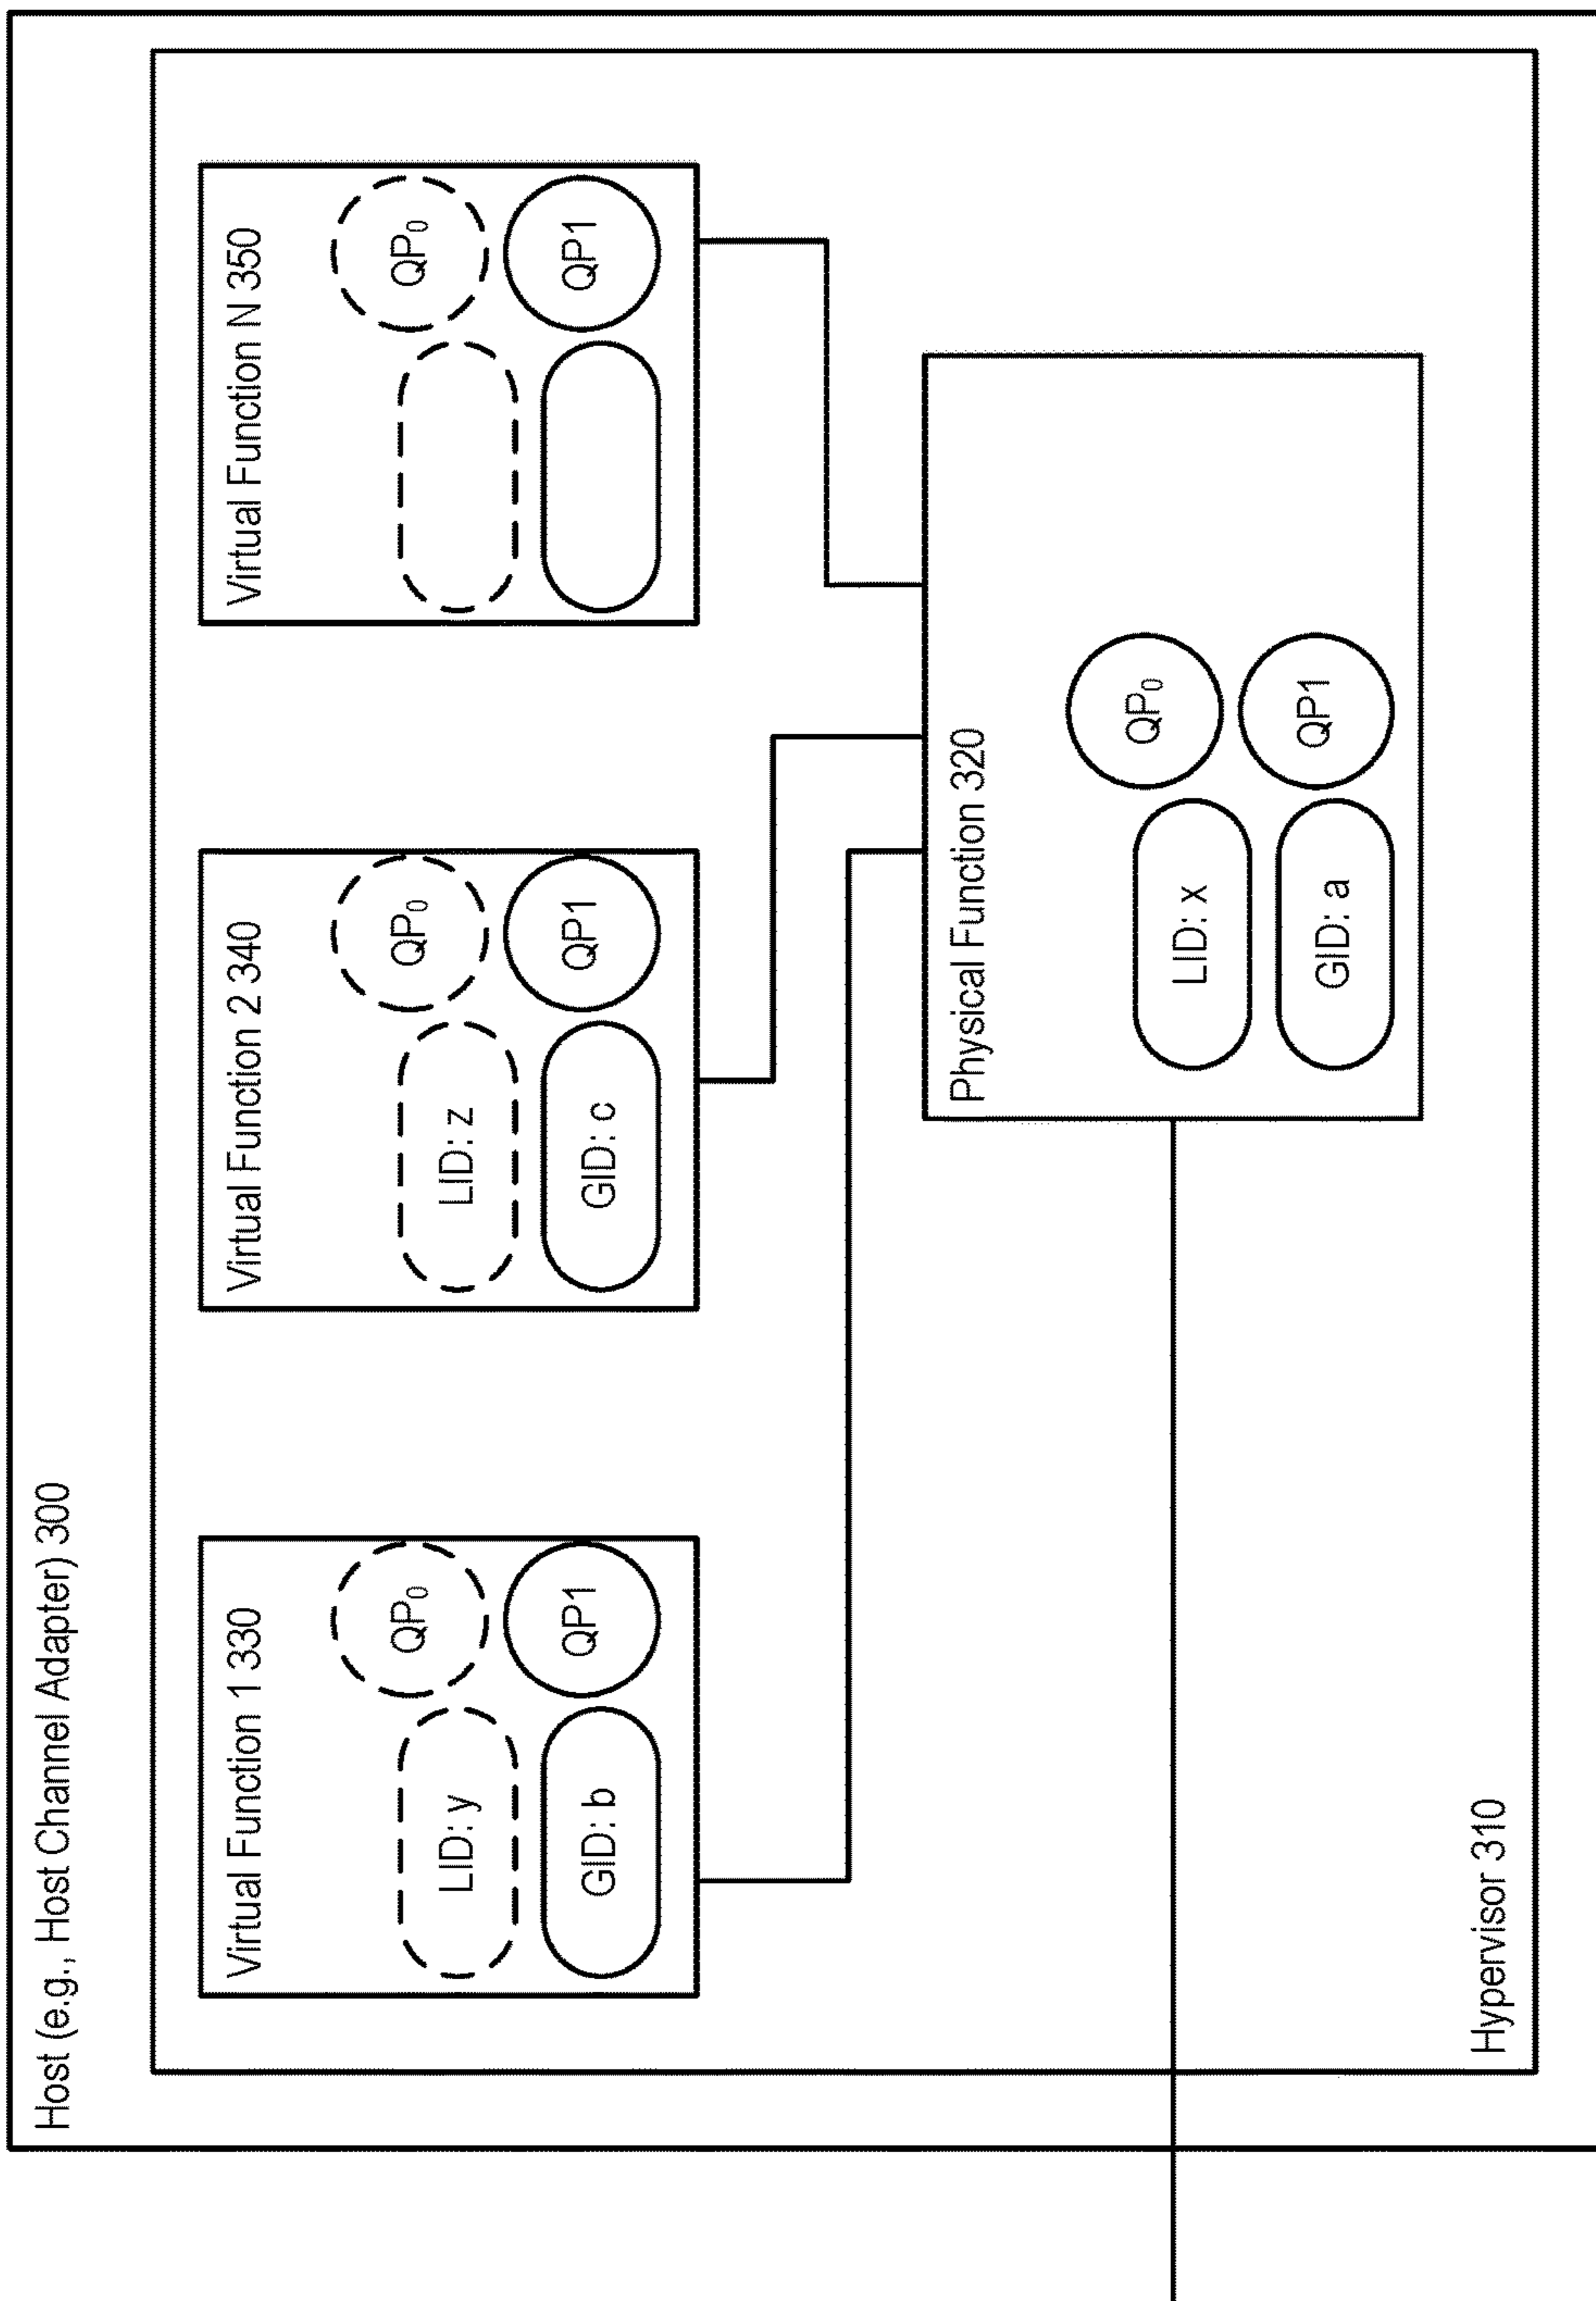 Host (e.g., Host Channel Adapter) 300
Virtual Function 1 330
QP₀
LID: y
QP1
GID: b
Virtual Function 2 340
QP₀
LID: z
QP1
GID: c
Virtual Function N 350
QP₀
QP1
Physical Function 320
QP₀
LID: x
QP1
GID: a
Hypervisor 310